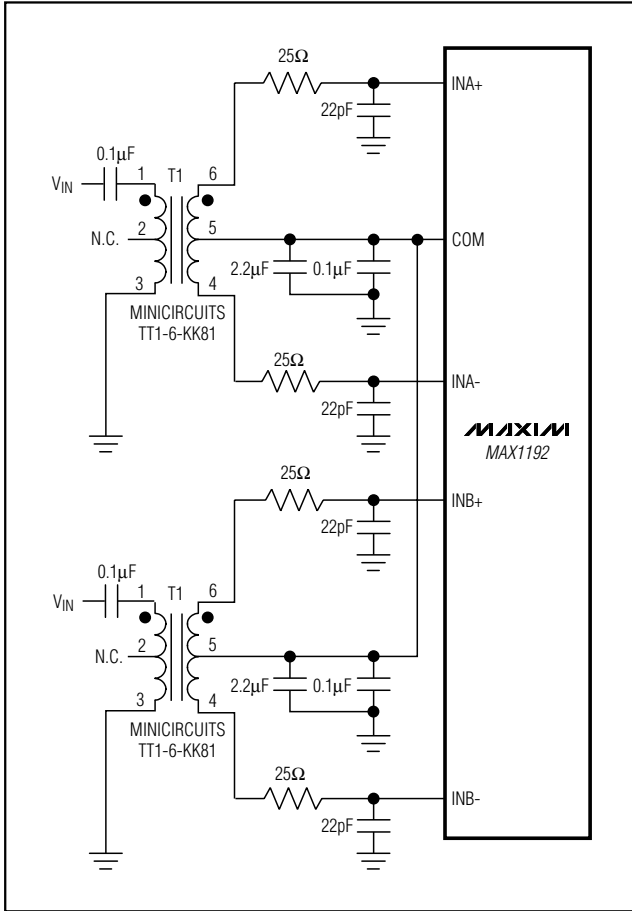 25Ω
INA+
22pF
0.1μF
1
T1
6
VIN
2
5
COM
N.C.
2.2μF
0.1μF
3
4
MINICIRCUITS
TT1-6-KK81
25Ω
INA-
22pF
MAXIM
MAX1192
25Ω
INB+
22pF
0.1μF
1
T1
6
VIN
2
5
N.C.
2.2μF
0.1μF
3
4
MINICIRCUITS
TT1-6-KK81
25Ω
INB-
22pF